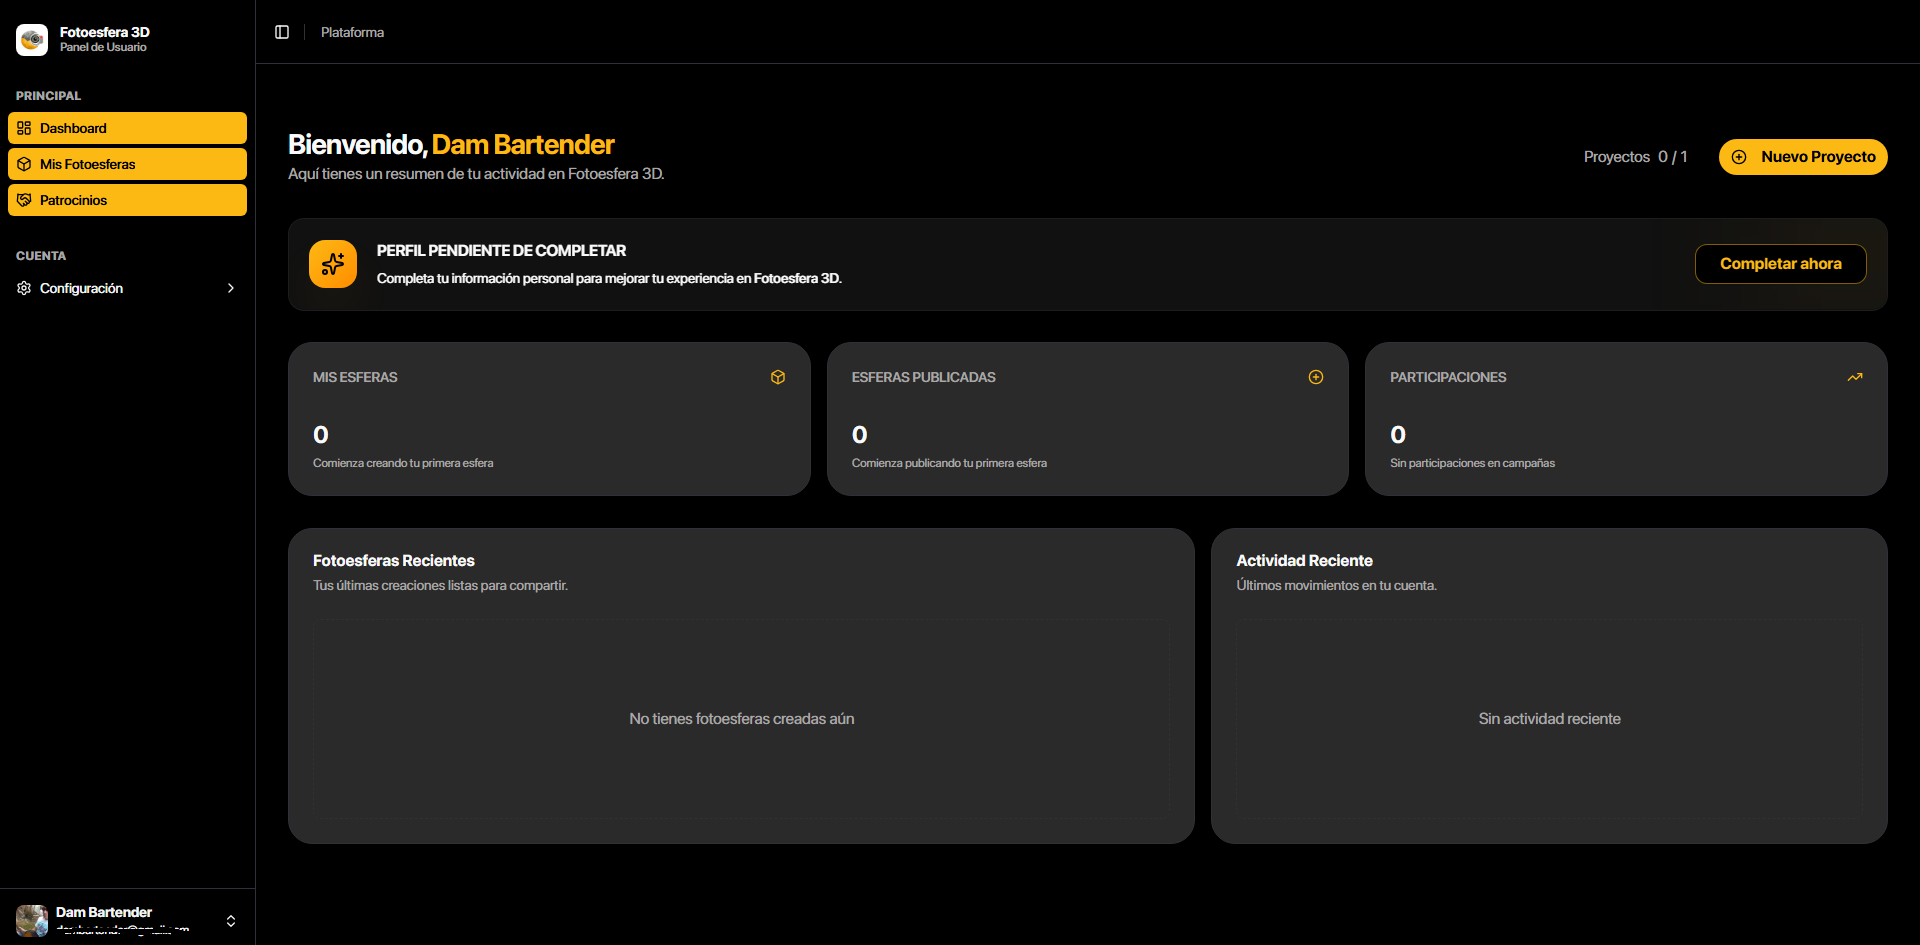 Fotoesfera 3D
Panel de Usuario
PRINCIPAL
Dashboard
Mis Fotoesferas
Patrocinios
CUENTA
Configuración
Plataforma
Bienvenido, Dam Bartender
Aquí tienes un resumen de tu actividad en Fotoesfera 3D.
Proyectos 0 / 1
Nuevo Proyecto
PERFIL PENDIENTE DE COMPLETAR
Completa tu información personal para mejorar tu experiencia en Fotoesfera 3D.
Completar ahora
MIS ESFERAS
0
Comienza creando tu primera esfera
ESFERAS PUBLICADAS
0
Comienza publicando tu primera esfera
PARTICIPACIONES
0
Sin participaciones en campañas
Fotoesferas Recientes
Tus últimas creaciones listas para compartir.
No tienes fotoesferas creadas aún
Actividad Reciente
Últimos movimientos en tu cuenta.
Sin actividad reciente
Dam Bartender